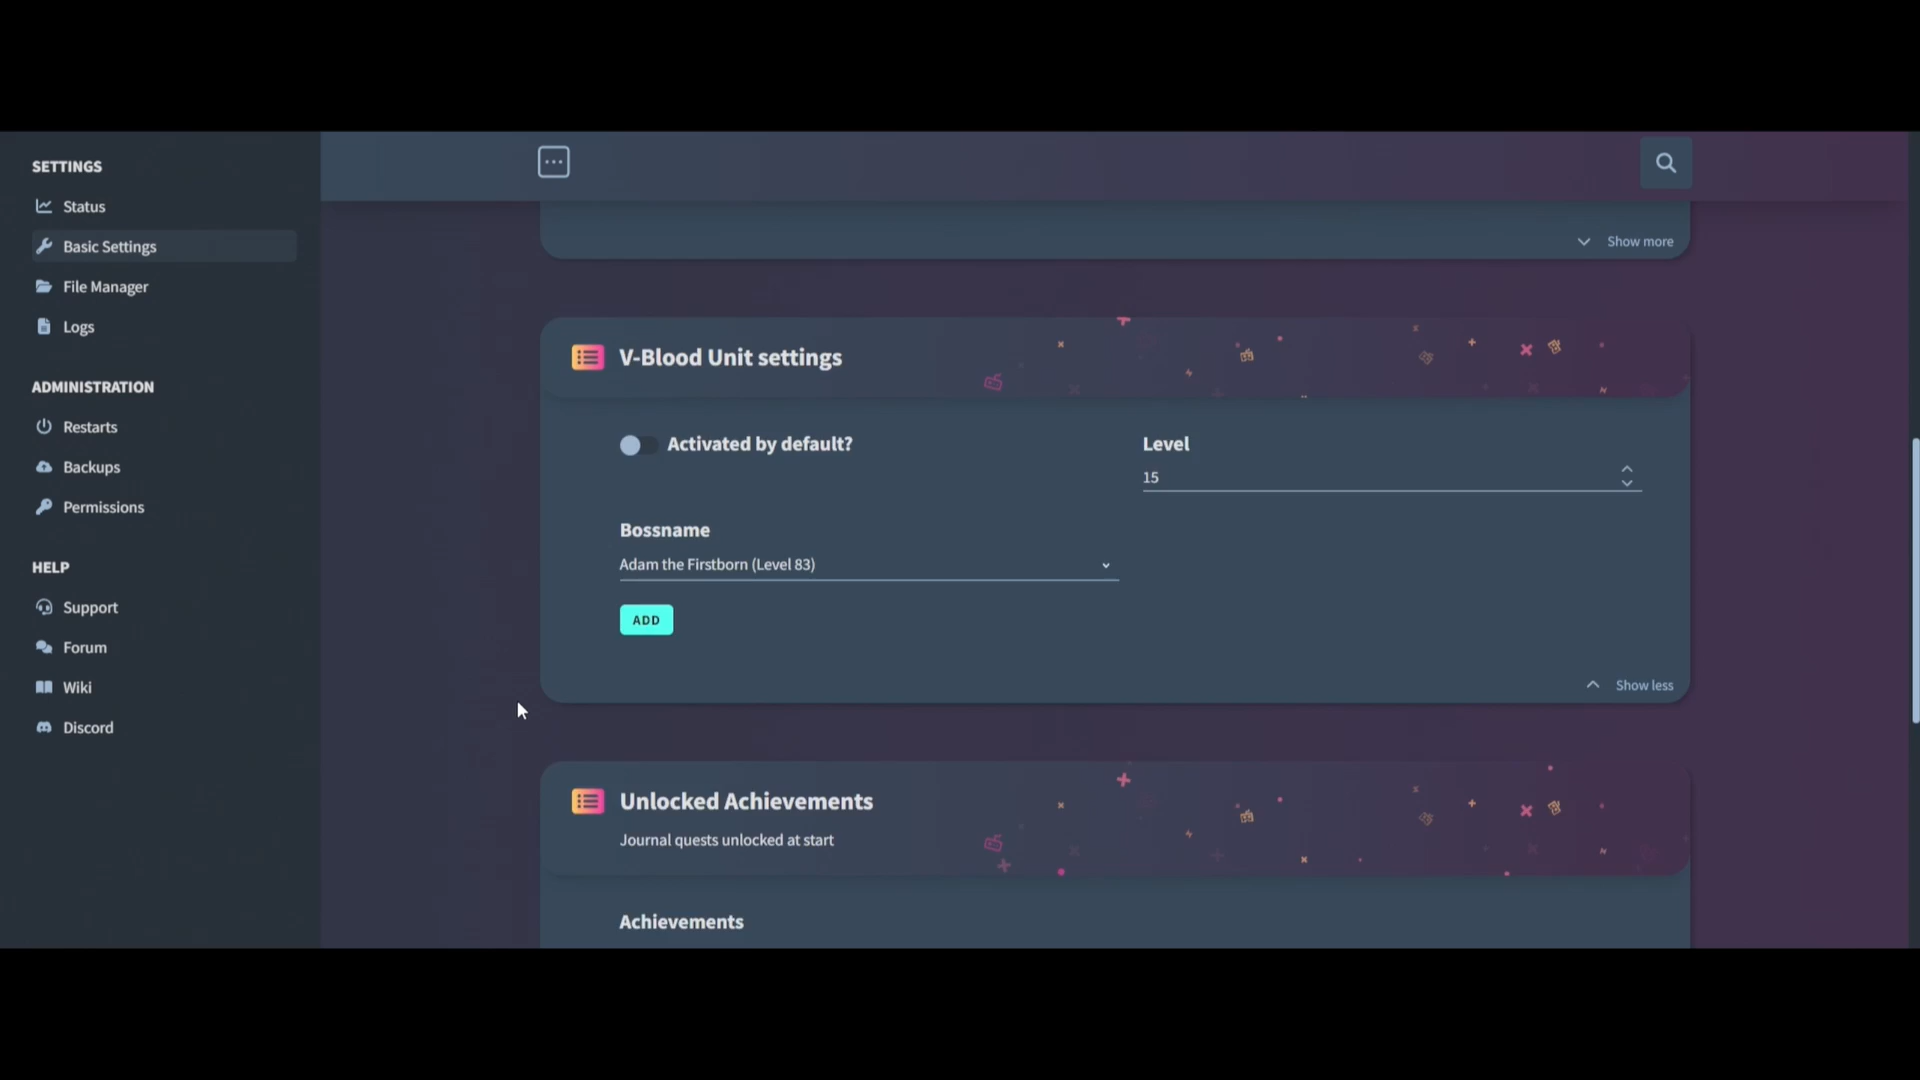 SETTINGS
Status
Basic Settings
File Manager
Logs
ADMINISTRATION
Restarts
Backups
Permissions
HELP
Support
Forum
Wiki
Discord
Show more
V-Blood Unit settings
Activated by default?
Level
15
Bossname
Adam the Firstborn (Level 83)
ADD
Show less
Unlocked Achievements
Journal quests unlocked at start
Achievements